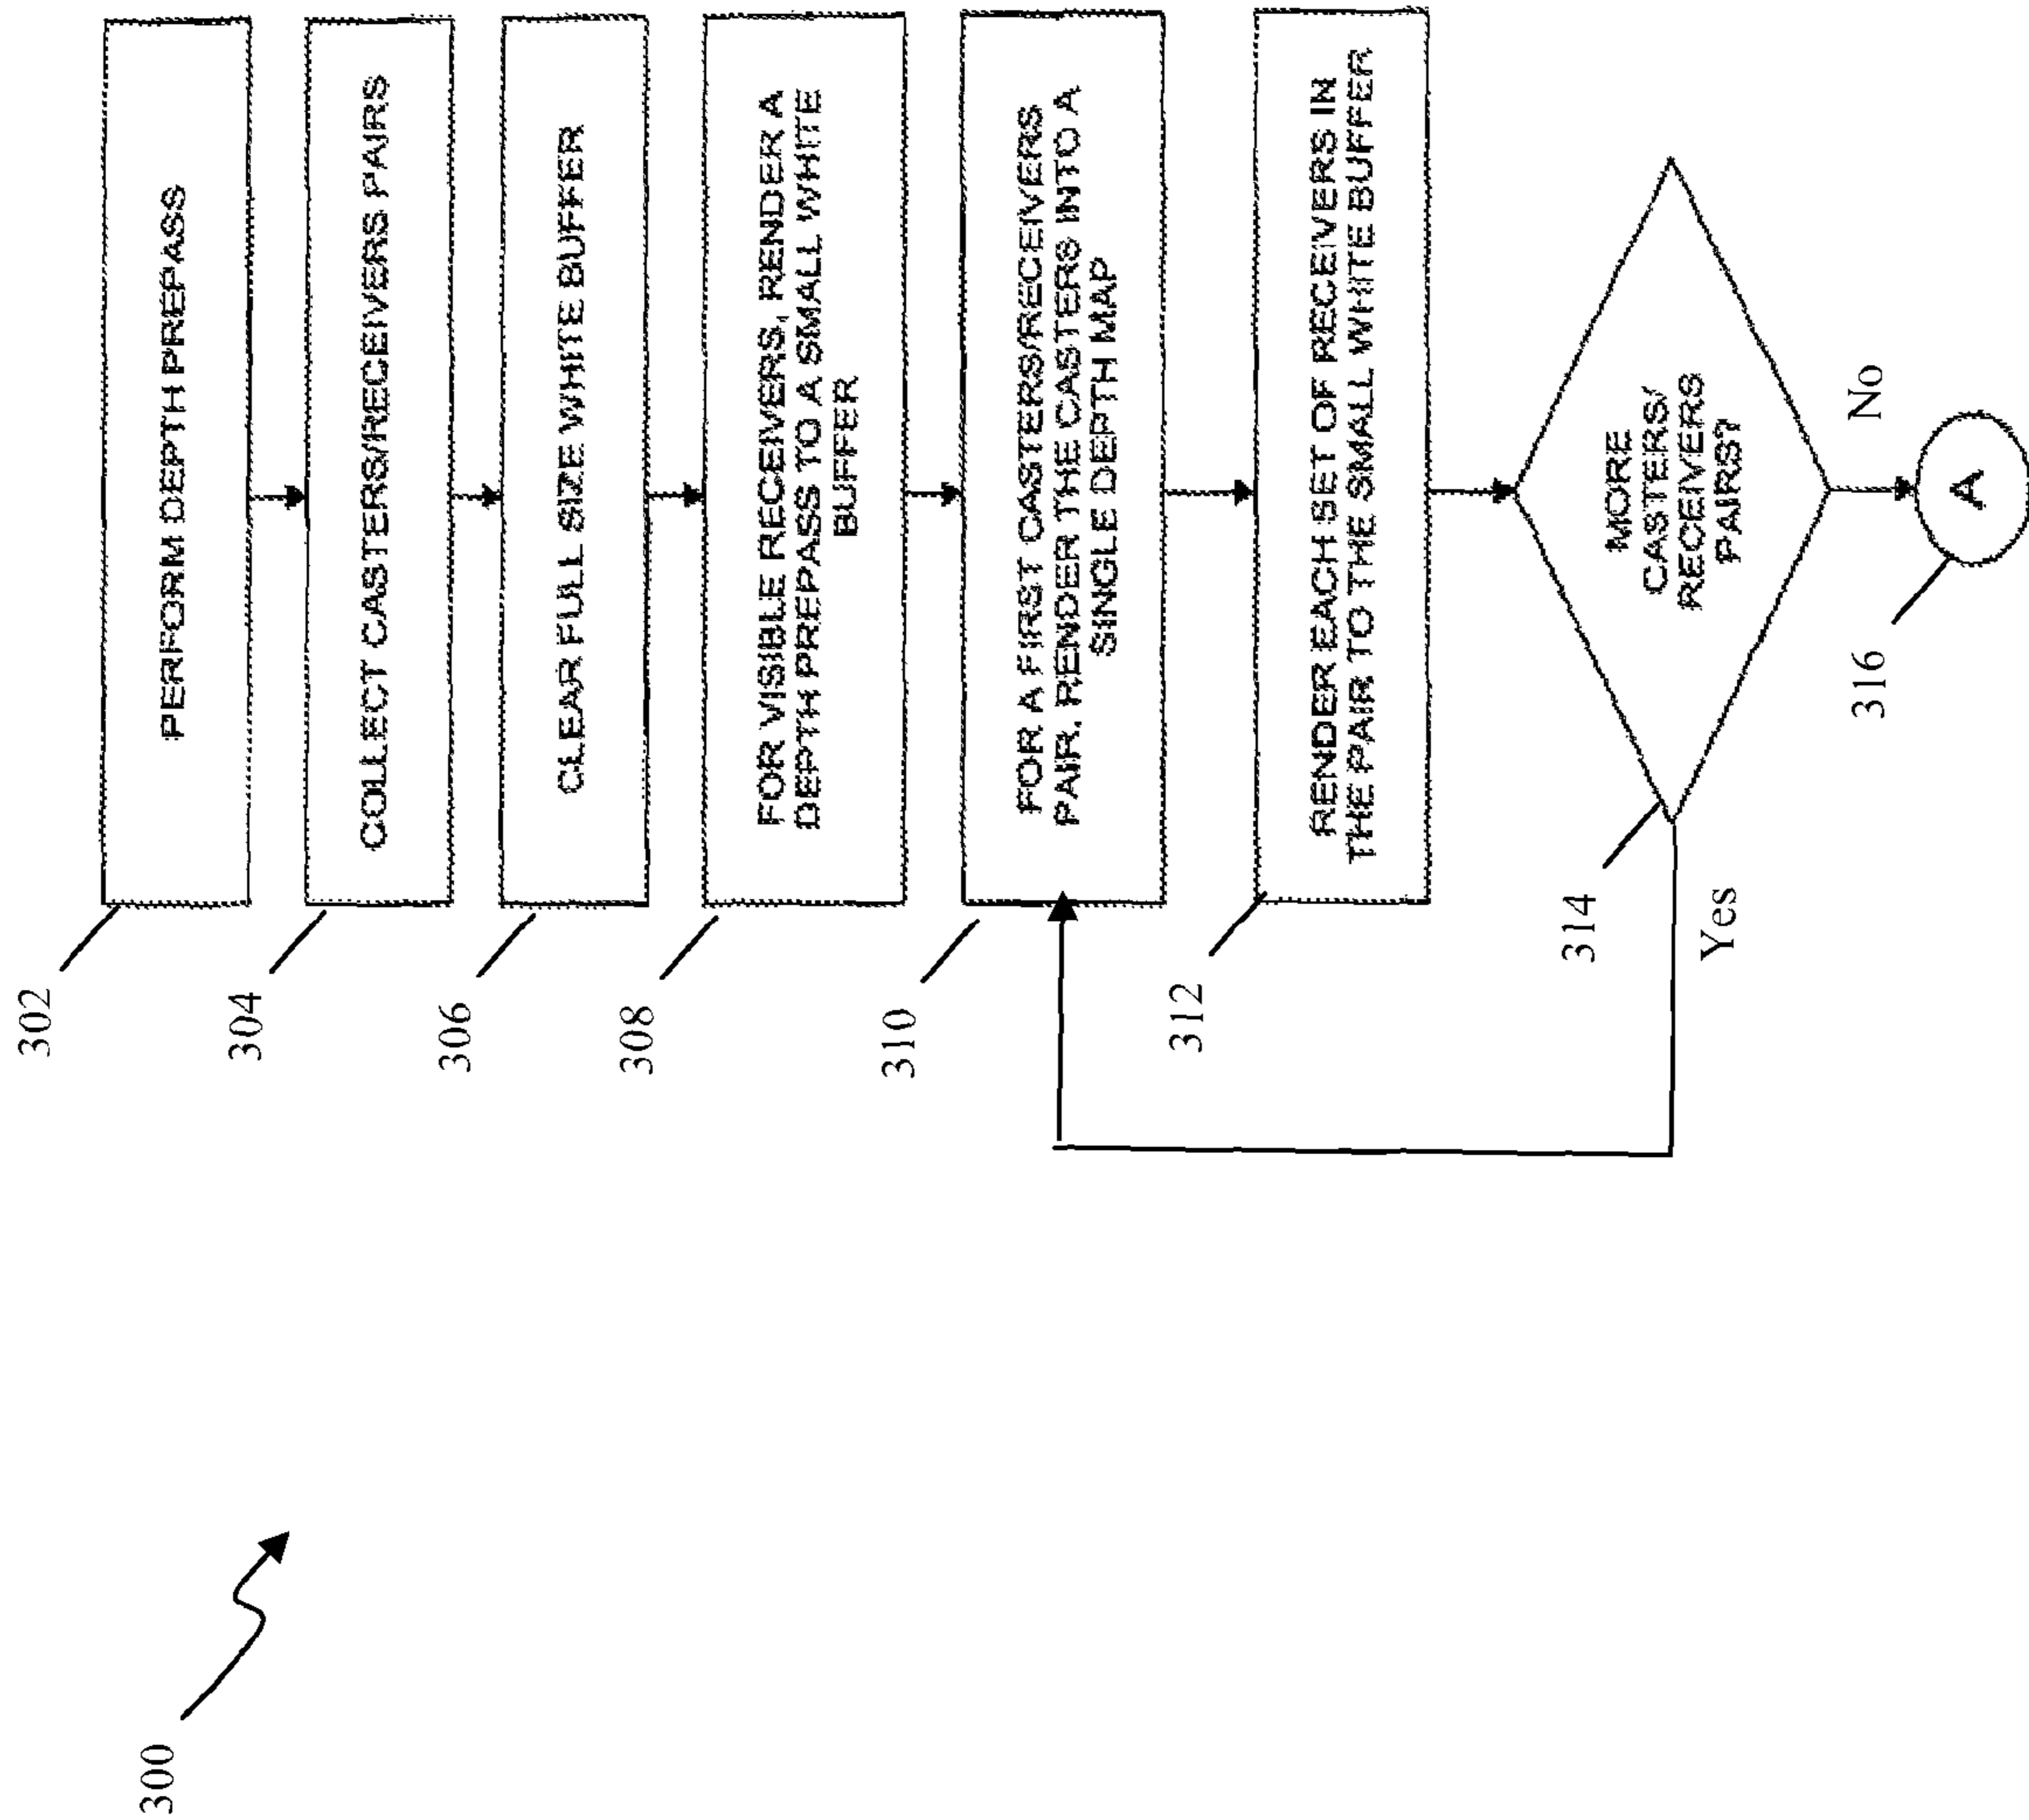 300
302
PERFORM DEPTH PREPASS
304
COLLECT CASTERS/RECEIVERS PAIRS
306
CLEAR FULL SIZE WHITE BUFFER
308
FOR VISIBLE RECEIVERS, RENDER A
DEPTH PREPASS TO A SMALL WHITE
BUFFER
310
FOR A FIRST CASTERS/RECEIVERS
PAIR, RENDER THE CASTERS INTO A
SINGLE DEPTH MAP
312
RENDER EACH SET OF RECEIVERS IN
THE PAIR TO THE SMALL WHITE BUFFER
314
MORE
CASTERS/
RECEIVERS
PAIRS?
Yes
No
316
A